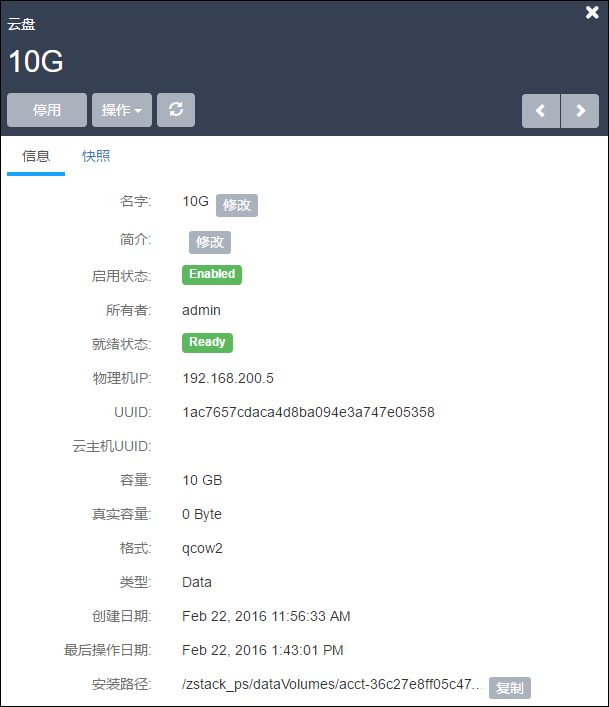 云盘
10G
停用 操作
信息 快照
名字: 10G 修改
简介: 修改
启用状态: Enabled
所有者: admin
就绪状态: Ready
物理机IP: 192.168.200.5
UUID: 1ac7657cdaca4d8ba094e3a747e05358
云主机UUID:
容量: 10 GB
真实容量: 0 Byte
格式: qcow2
类型: Data
创建日期: Feb 22, 2016 11:56:33 AM
最后操作日期: Feb 22, 2016 1:43:01 PM
安装路径: /zstack_ps/dataVolumes/acct-36c27e8ff05c47... 复制